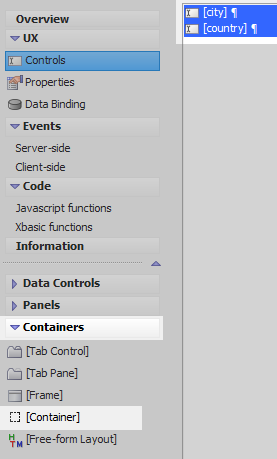 Overview
UX
Controls
Properties
Data Binding
Events
Server-side
Client-side
Code
Javascript functions
Xbasic functions
Information
Data Controls
Panels
Containers
[Tab Control]
[Tab Pane]
[Frame]
[Container]
HTM [Free-form Layout]
[city] ¶
[country] ¶